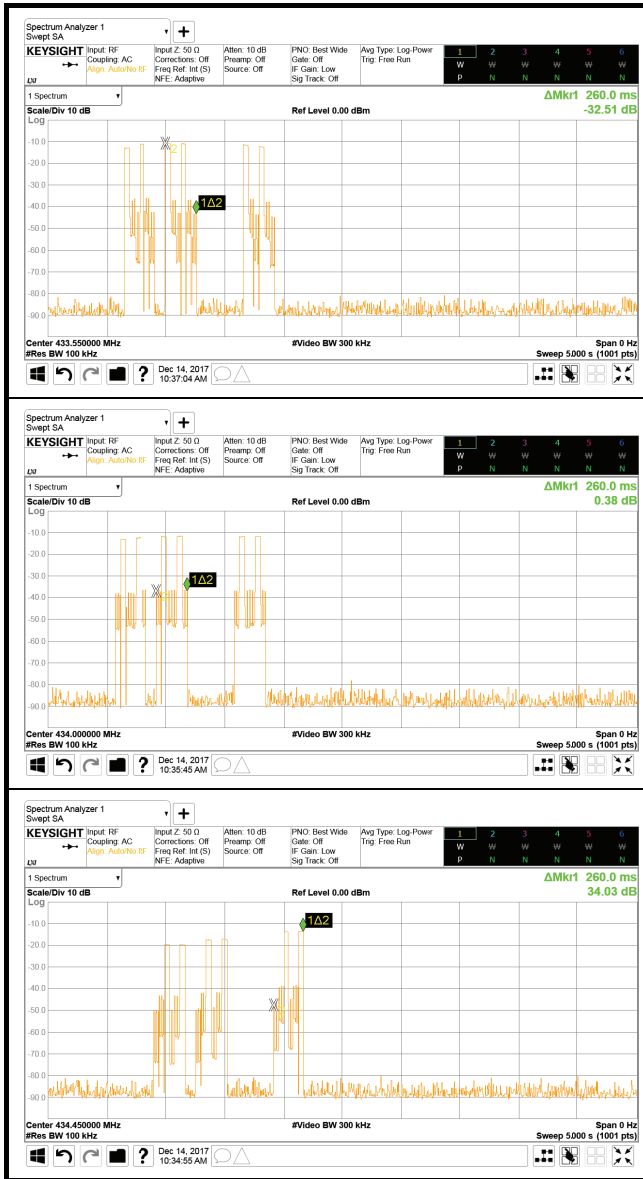 Spectrum Analyzer 1
Swept SA
+
KEYSIGHT Input: RF Input Z: 50 Ω Atten: 10 dB PNO: Best Wide Avg Type: Log-Power 1 2 3 4 5 6
Coupling: AC Corrections: Off Preamp: Off Gate: Off Trig: Free Run W W W W W W
Align: Auto/No RF Freq Ref: Int (S) Source: Off IF Gain: Low P N N N N N
LXI NFE: Adaptive Sig Track: Off
1 Spectrum ΔMkr1 260.0 ms
Scale/Div 10 dB Ref Level 0.00 dBm -32.51 dB
Log
-10.0
2
-20.0
-30.0
-40.0 1Δ2
-50.0
-60.0
-70.0
-80.0
-90.0
Center 433.550000 MHz #Video BW 300 kHz Span 0 Hz
#Res BW 100 kHz Sweep 5.000 s (1001 pts)
? Dec 14, 2017
10:37:04 AM
Spectrum Analyzer 1
Swept SA
+
KEYSIGHT Input: RF Input Z: 50 Ω Atten: 10 dB PNO: Best Wide Avg Type: Log-Power 1 2 3 4 5 6
Coupling: AC Corrections: Off Preamp: Off Gate: Off Trig: Free Run W W W W W W
Align: Auto/No RF Freq Ref: Int (S) Source: Off IF Gain: Low P N N N N N
LXI NFE: Adaptive Sig Track: Off
1 Spectrum ΔMkr1 260.0 ms
Scale/Div 10 dB Ref Level 0.00 dBm 0.38 dB
Log
-10.0
-20.0
-30.0 1Δ2
-40.0
-50.0
-60.0
-70.0
-80.0
-90.0
Center 434.000000 MHz #Video BW 300 kHz Span 0 Hz
#Res BW 100 kHz Sweep 5.000 s (1001 pts)
? Dec 14, 2017
10:35:45 AM
Spectrum Analyzer 1
Swept SA
+
KEYSIGHT Input: RF Input Z: 50 Ω Atten: 10 dB PNO: Best Wide Avg Type: Log-Power 1 2 3 4 5 6
Coupling: AC Corrections: Off Preamp: Off Gate: Off Trig: Free Run W W W W W W
Align: Auto/No RF Freq Ref: Int (S) Source: Off IF Gain: Low P N N N N N
LXI NFE: Adaptive Sig Track: Off
1 Spectrum ΔMkr1 260.0 ms
Scale/Div 10 dB Ref Level 0.00 dBm 34.03 dB
Log
-10.0 1Δ2
-20.0
-30.0
-40.0
-50.0
-60.0
-70.0
-80.0
-90.0
Center 434.450000 MHz #Video BW 300 kHz Span 0 Hz
#Res BW 100 kHz Sweep 5.000 s (1001 pts)
? Dec 14, 2017
10:34:55 AM